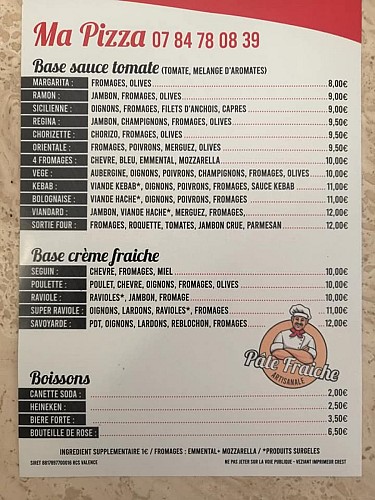 Ma Pizza 07 84 78 08 39
Base sauce tomate (TOMATE, MELANGE D'AROMATES)
MARGARITA : FROMAGES, OLIVES 8,00€
RAMON : JAMBON, FROMAGES, OLIVES 9,00€
SICILIENNE : OIGNONS, FROMAGES, FILETS D'ANCHOIS, CAPRES 9,00€
REGINA : JAMBON, CHAMPIGNONS, FROMAGES, OLIVES 9,50€
CHORIZETTE : CHORIZO, FROMAGES, OLIVES 9,50€
ORIENTALE : FROMAGES, POIVRONS, MERGUEZ, OLIVES 9,50€
4 FROMAGES : CHEVRE, BLEU, EMMENTAL, MOZZARELLA 10,00€
VEGE : AUBERGINE, OIGNONS, POIVRONS, CHAMPIGNONS, FROMAGES, OLIVES 10,00€
KEBAB : VIANDE KEBAB*, OIGNONS, POIVRONS, FROMAGES, SAUCE KEBAB 11,00€
BOLOGNAISE : VIANDE HACHE*, OIGNONS, POIVRONS, FROMAGES 11,00€
VIANDARD : JAMBON, VIANDE HACHE*, MERGUEZ, FROMAGES, 12,00€
SORTIE FOUR : FROMAGES, ROQUETTE, TOMATES, JAMBON CRUE, PARMESAN 12,00€
Base crème fraiche
SEGUIN : CHEVRE, FROMAGES, MIEL 10,00€
POULETTE : POULET, CHEVRE, OIGNONS, FROMAGES, OLIVES 10,00€
RAVIOLE : RAVIOLES*, JAMBON, FROMAGE 10,00€
SUPER RAVIOLE : OIGNONS, LARDONS, RAVIOLES*, FROMAGES 11,00€
SAVOYARDE : PDT, OIGNONS, LARDONS, REBLOCHON, FROMAGES 12,00€
Pâte Fraiche
ARTISANALE
Boissons
CANETTE SODA : 2,00€
HEINEKEN : 2,50€
BIERE FORTE : 3,50€
BOUTEILLE DE ROSE : 6,50€
INGREDIENT SUPPLEMENTAIRE 1€ / FROMAGES : EMMENTAL+ MOZZARELLA / *PRODUITS SURGELES
SIRET 8017897700016 RCS VALENCE NE PAS JETER SUR LA VOIE PUBLIQUE - VEZIANT IMPRIMEUR CREST